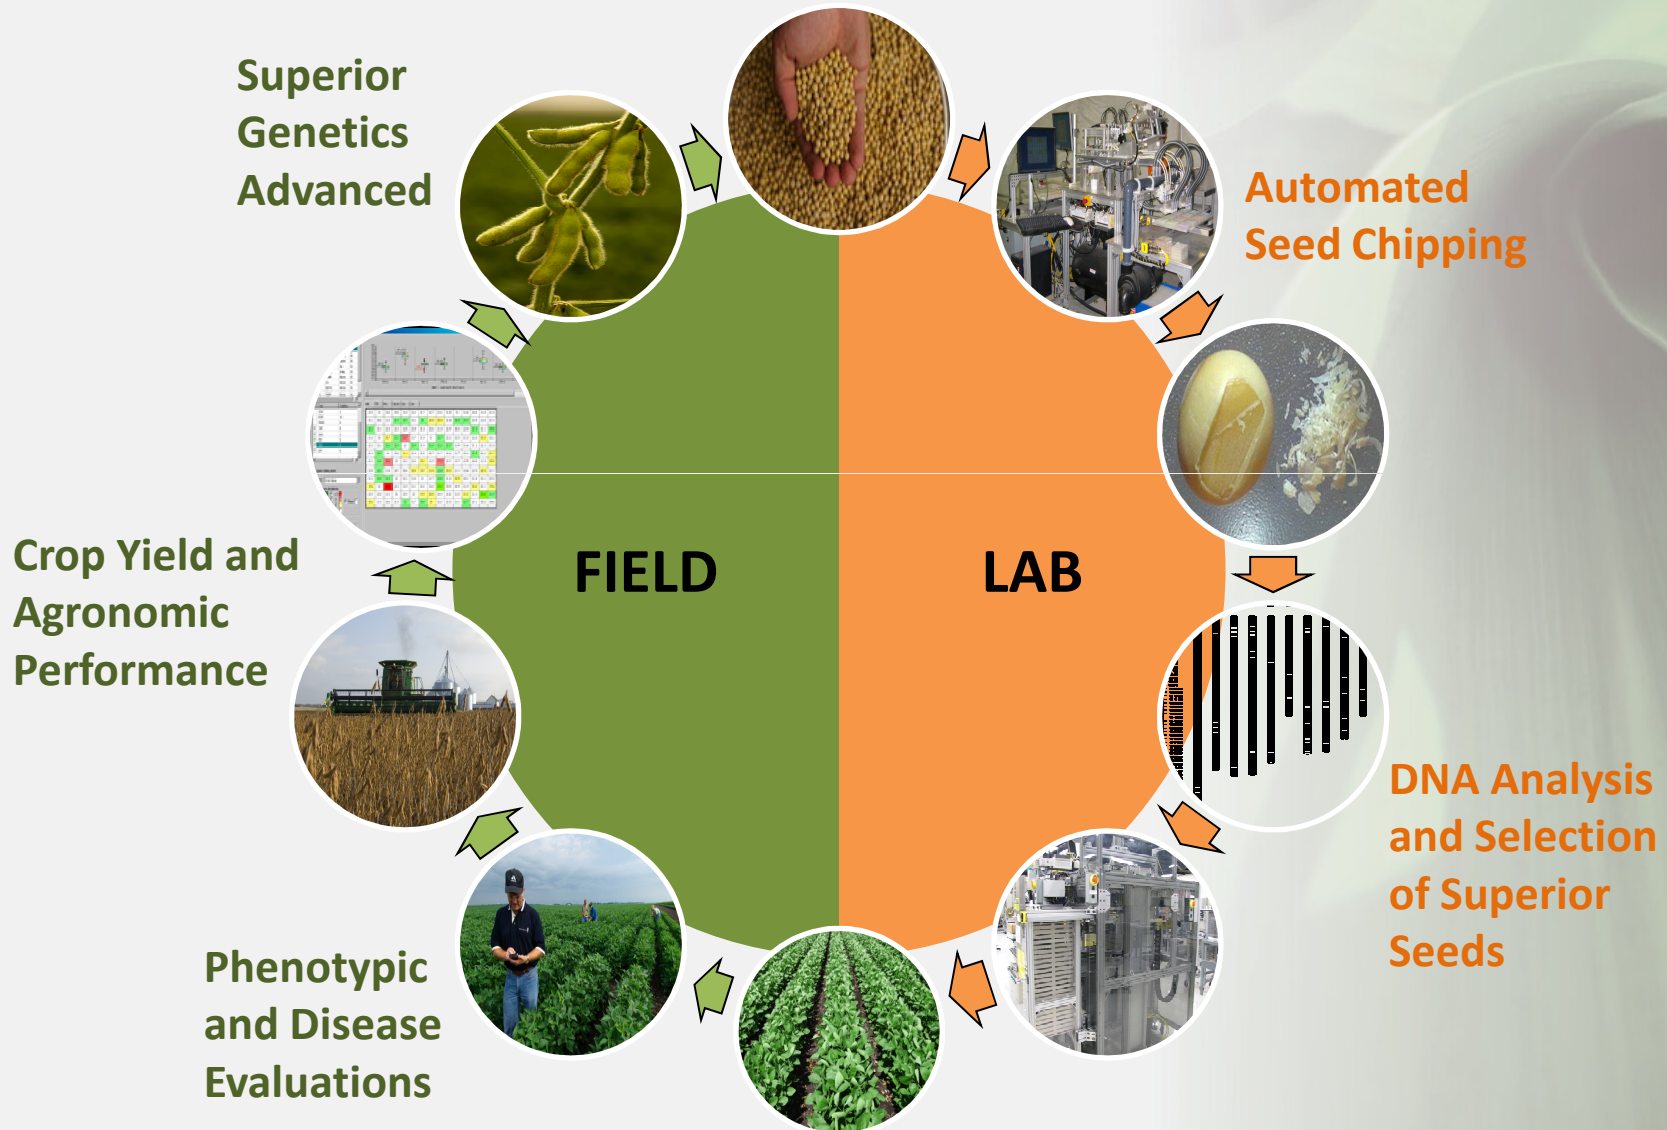 Superior
Genetics
Advanced
Automated
Seed Chipping
Crop Yield and
Agronomic
Performance
FIELD
LAB
DNA Analysis
and Selection
of Superior
Seeds
Phenotypic
and Disease
Evaluations